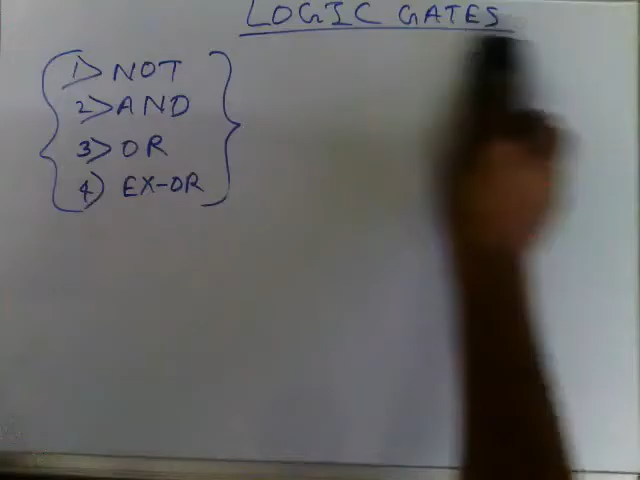 LOGIC GATES
1> NOT
2> AND
3> OR
4) EX-OR